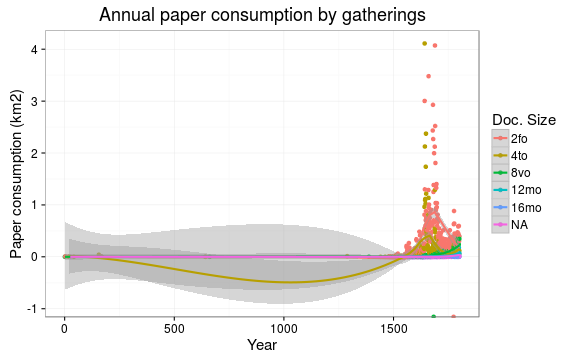 Annual paper consumption by gatherings
Paper consumption (km2)
4
3
2
1
0
-1
0
500
1000
1500
Year
Doc. Size
2fo
4to
8vo
12mo
16mo
NA